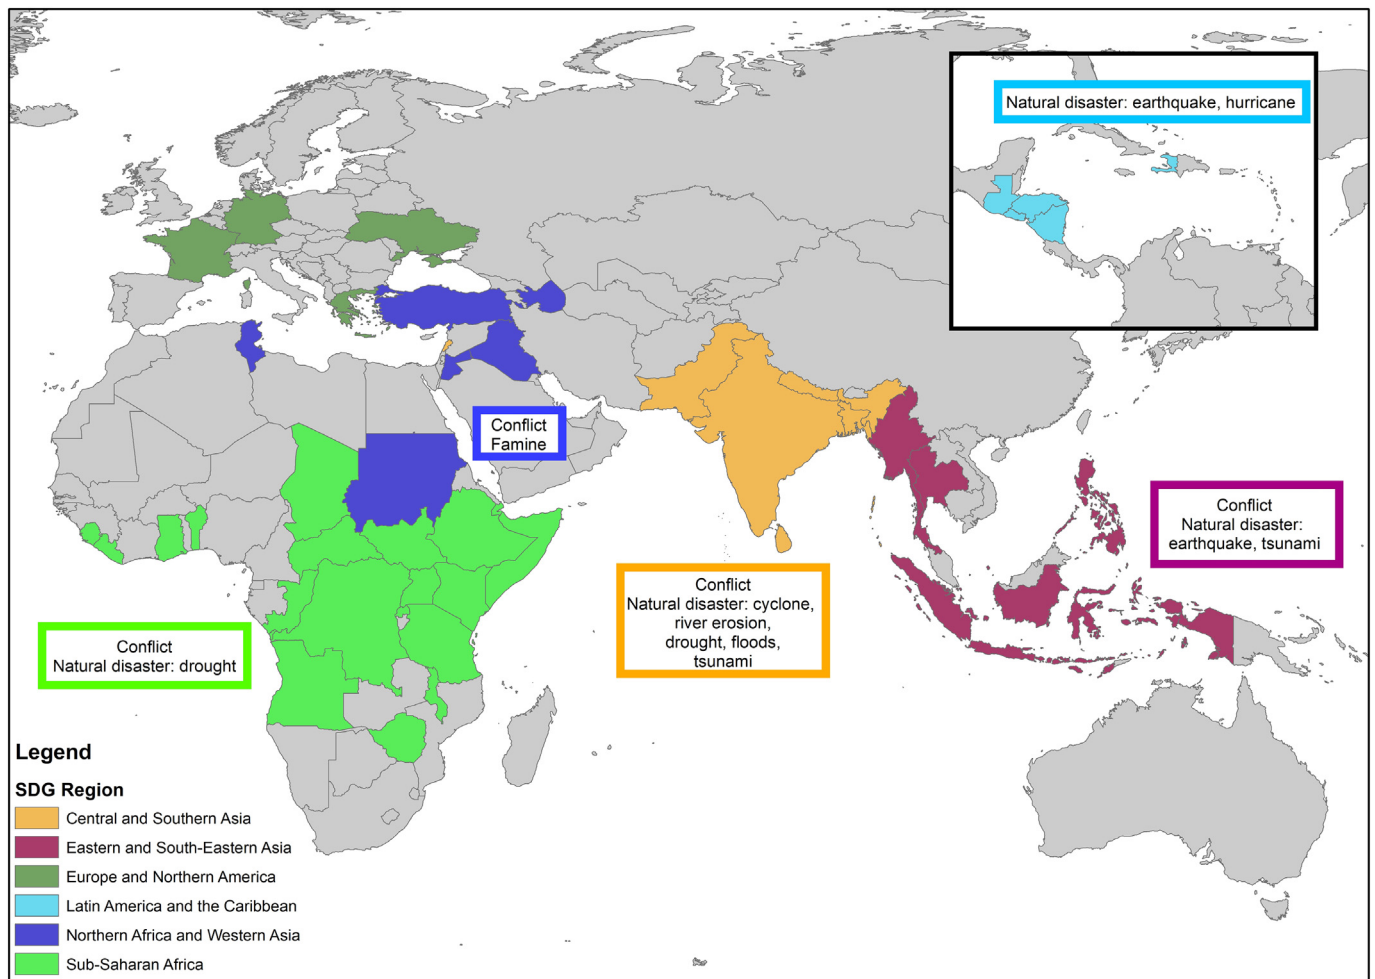 Natural disaster: earthquake, hurricane
Conflict
Famine
Conflict
Natural disaster:
earthquake, tsunami
Conflict
Natural disaster: cyclone,
river erosion,
drought, floods,
tsunami
Conflict
Natural disaster: drought
Legend
SDG Region
Central and Southern Asia
Eastern and South-Eastern Asia
Europe and Northern America
Latin America and the Caribbean
Northern Africa and Western Asia
Sub-Saharan Africa